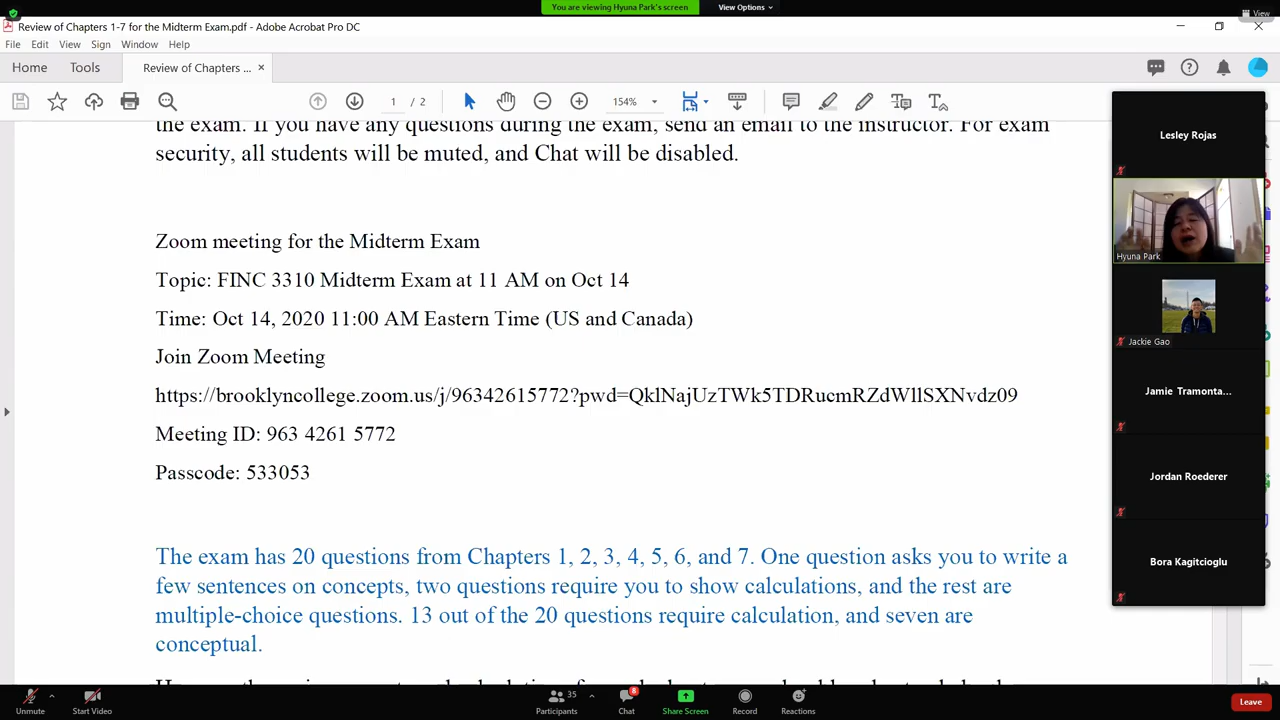 You are viewing Hyuna Park's screen
View Options
View
Review of Chapters 1-7 for the Midterm Exam.pdf - Adobe Acrobat Pro DC
File Edit View Sign Window Help
Home Tools Review of Chapters ... ×
1 / 2 154%
the exam. If you have any questions during the exam, send an email to the instructor. For exam
security, all students will be muted, and Chat will be disabled.
Zoom meeting for the Midterm Exam
Topic: FINC 3310 Midterm Exam at 11 AM on Oct 14
Time: Oct 14, 2020 11:00 AM Eastern Time (US and Canada)
Join Zoom Meeting
https://brooklyncollege.zoom.us/j/96342615772?pwd=QklNajUzTWk5TDRucmRZdWllSXNvdz09
Meeting ID: 963 4261 5772
Passcode: 533053
The exam has 20 questions from Chapters 1, 2, 3, 4, 5, 6, and 7. One question asks you to write a
few sentences on concepts, two questions require you to show calculations, and the rest are
multiple-choice questions. 13 out of the 20 questions require calculation, and seven are
conceptual.
Lesley Rojas
Hyuna Park
Jackie Gao
Jamie Tramonta...
Jordan Roederer
Bora Kagitcioglu
Unmute
Start Video
Participants 35
Chat 8
Share Screen
Record
Reactions
Leave